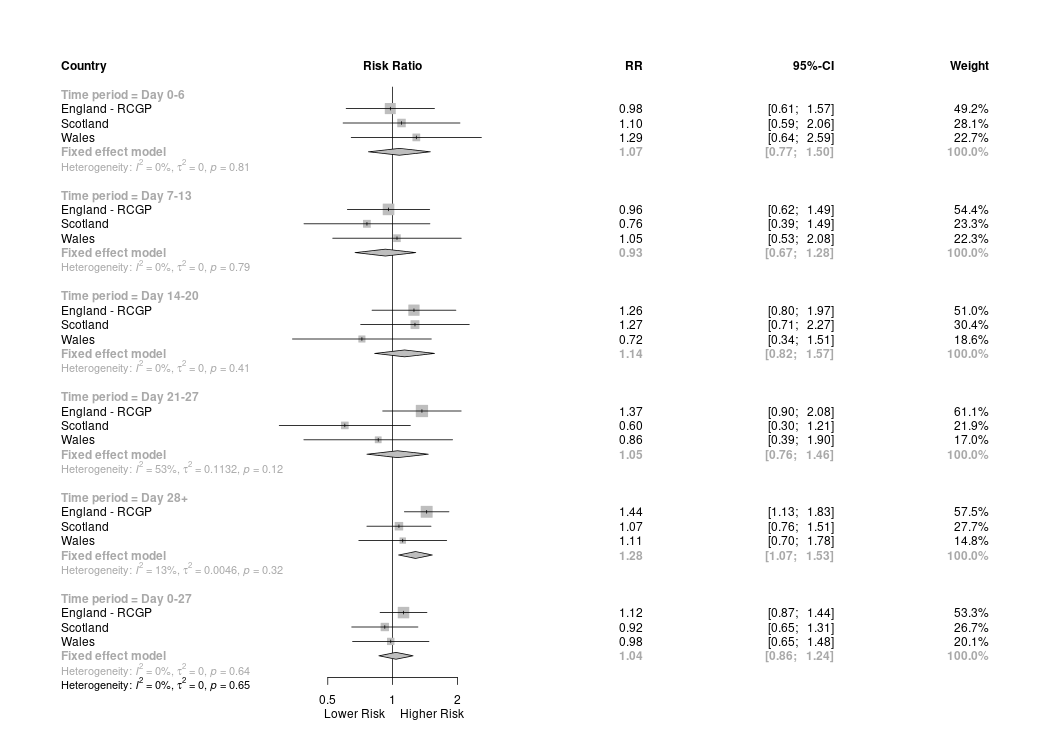 Country Risk Ratio RR 95%-CI Weight
Time period = Day 0-6
England - RCGP 0.98 [0.61; 1.57] 49.2%
Scotland 1.10 [0.59; 2.06] 28.1%
Wales 1.29 [0.64; 2.59] 22.7%
Fixed effect model 1.07 [0.77; 1.50] 100.0%
Heterogeneity: I² = 0%, τ² = 0, p = 0.81
Time period = Day 7-13
England - RCGP 0.96 [0.62; 1.49] 54.4%
Scotland 0.76 [0.39; 1.49] 23.3%
Wales 1.05 [0.53; 2.08] 22.3%
Fixed effect model 0.93 [0.67; 1.28] 100.0%
Heterogeneity: I² = 0%, τ² = 0, p = 0.79
Time period = Day 14-20
England - RCGP 1.26 [0.80; 1.97] 51.0%
Scotland 1.27 [0.71; 2.27] 30.4%
Wales 0.72 [0.34; 1.51] 18.6%
Fixed effect model 1.14 [0.82; 1.57] 100.0%
Heterogeneity: I² = 0%, τ² = 0, p = 0.41
Time period = Day 21-27
England - RCGP 1.37 [0.90; 2.08] 61.1%
Scotland 0.60 [0.30; 1.21] 21.9%
Wales 0.86 [0.39; 1.90] 17.0%
Fixed effect model 1.05 [0.76; 1.46] 100.0%
Heterogeneity: I² = 53%, τ² = 0.1132, p = 0.12
Time period = Day 28+
England - RCGP 1.44 [1.13; 1.83] 57.5%
Scotland 1.07 [0.76; 1.51] 27.7%
Wales 1.11 [0.70; 1.78] 14.8%
Fixed effect model 1.28 [1.07; 1.53] 100.0%
Heterogeneity: I² = 13%, τ² = 0.0046, p = 0.32
Time period = Day 0-27
England - RCGP 1.12 [0.87; 1.44] 53.3%
Scotland 0.92 [0.65; 1.31] 26.7%
Wales 0.98 [0.65; 1.48] 20.1%
Fixed effect model 1.04 [0.86; 1.24] 100.0%
Heterogeneity: I² = 0%, τ² = 0, p = 0.64
Heterogeneity: I² = 0%, τ² = 0, p = 0.65
0.5 1 2
Lower Risk Higher Risk